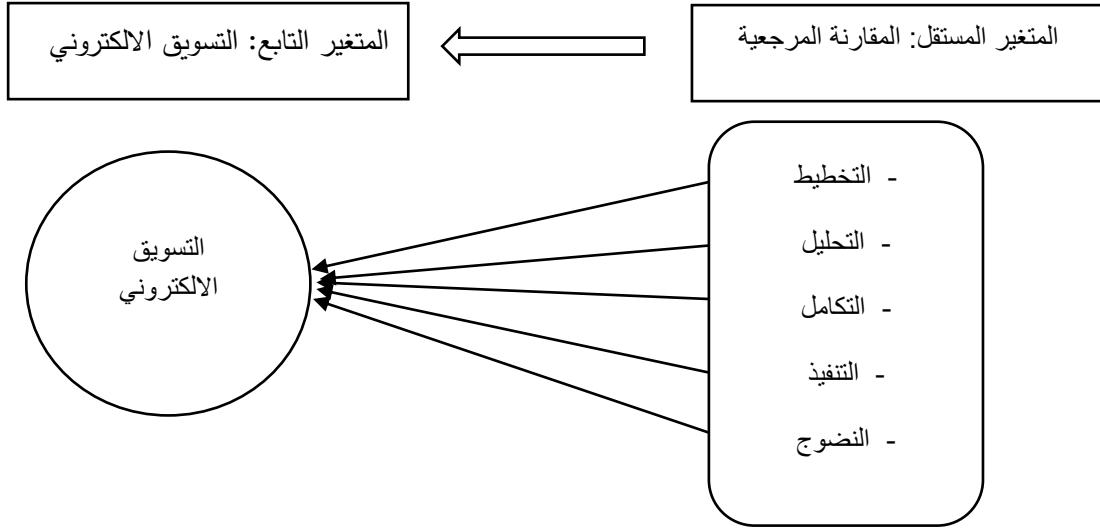 المتغير المستقل: المقارنة المرجعية
المتغير التابع: التسويق الالكتروني
- التخطيط
- التحليل
- التكامل
- التنفيذ
- النضوج
التسويق
الالكتروني